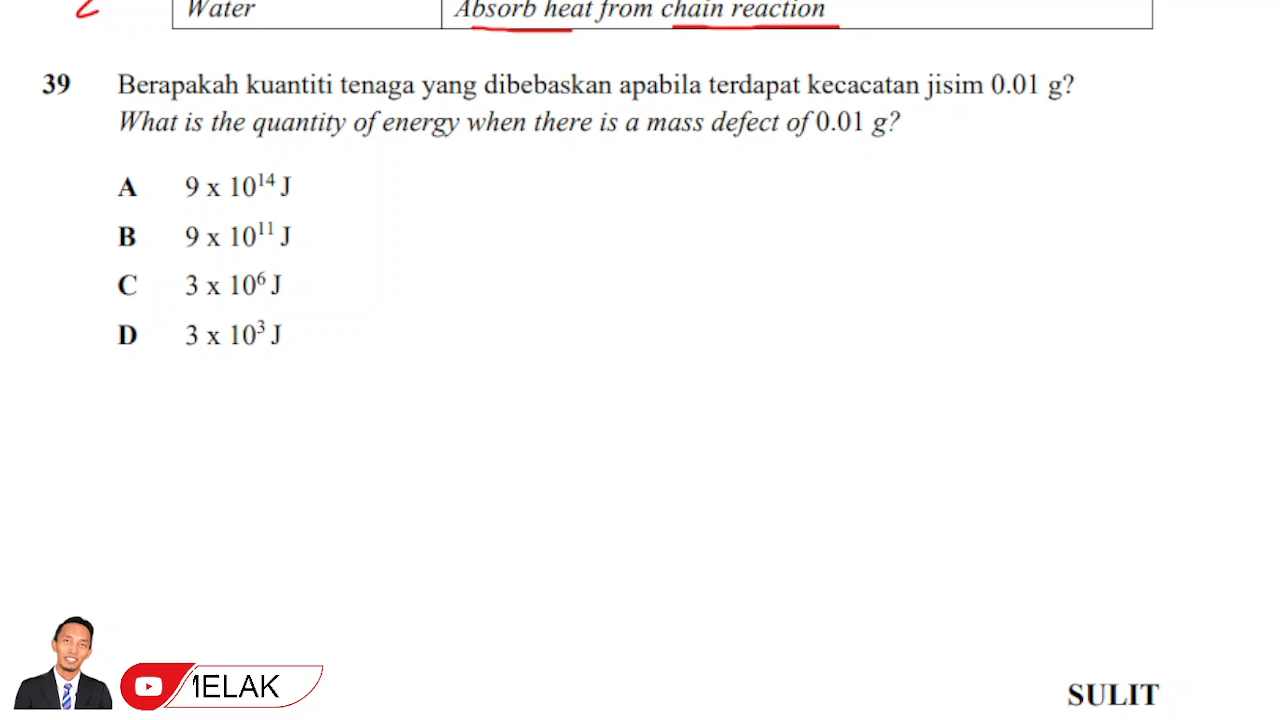 Water Absorb heat from chain reaction
39 Berapakah kuantiti tenaga yang dibebaskan apabila terdapat kecacatan jisim 0.01 g?
What is the quantity of energy when there is a mass defect of 0.01 g?
A 9 x 10¹⁴ J
B 9 x 10¹¹ J
C 3 x 10⁶ J
D 3 x 10³ J
MELAK
SULIT